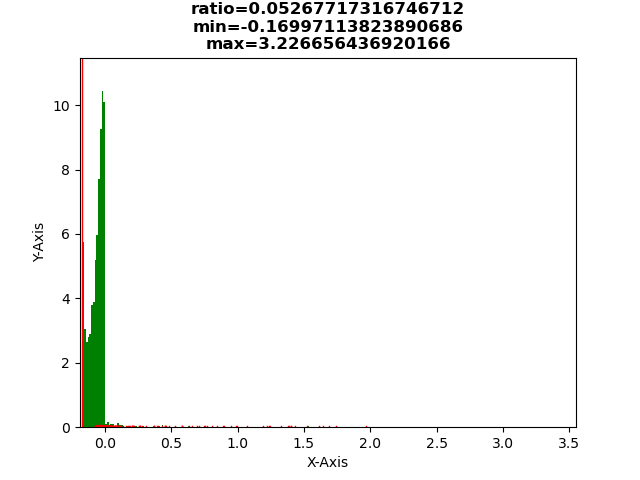 ratio=0.05267717316746712
min=-0.16997113823890686
max=3.226656436920166
Y-Axis
10
8
6
4
2
0
0.0 0.5 1.0 1.5 2.0 2.5 3.0 3.5
X-Axis